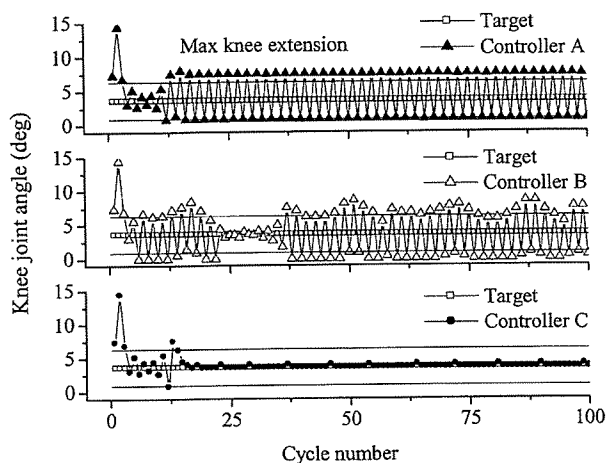 15
10
5
0
Max knee extension
Target
Controller A
15
10
5
0
Target
Controller B
15
10
5
0
Target
Controller C
0
25
50
75
100
Knee joint angle (deg)
Cycle number